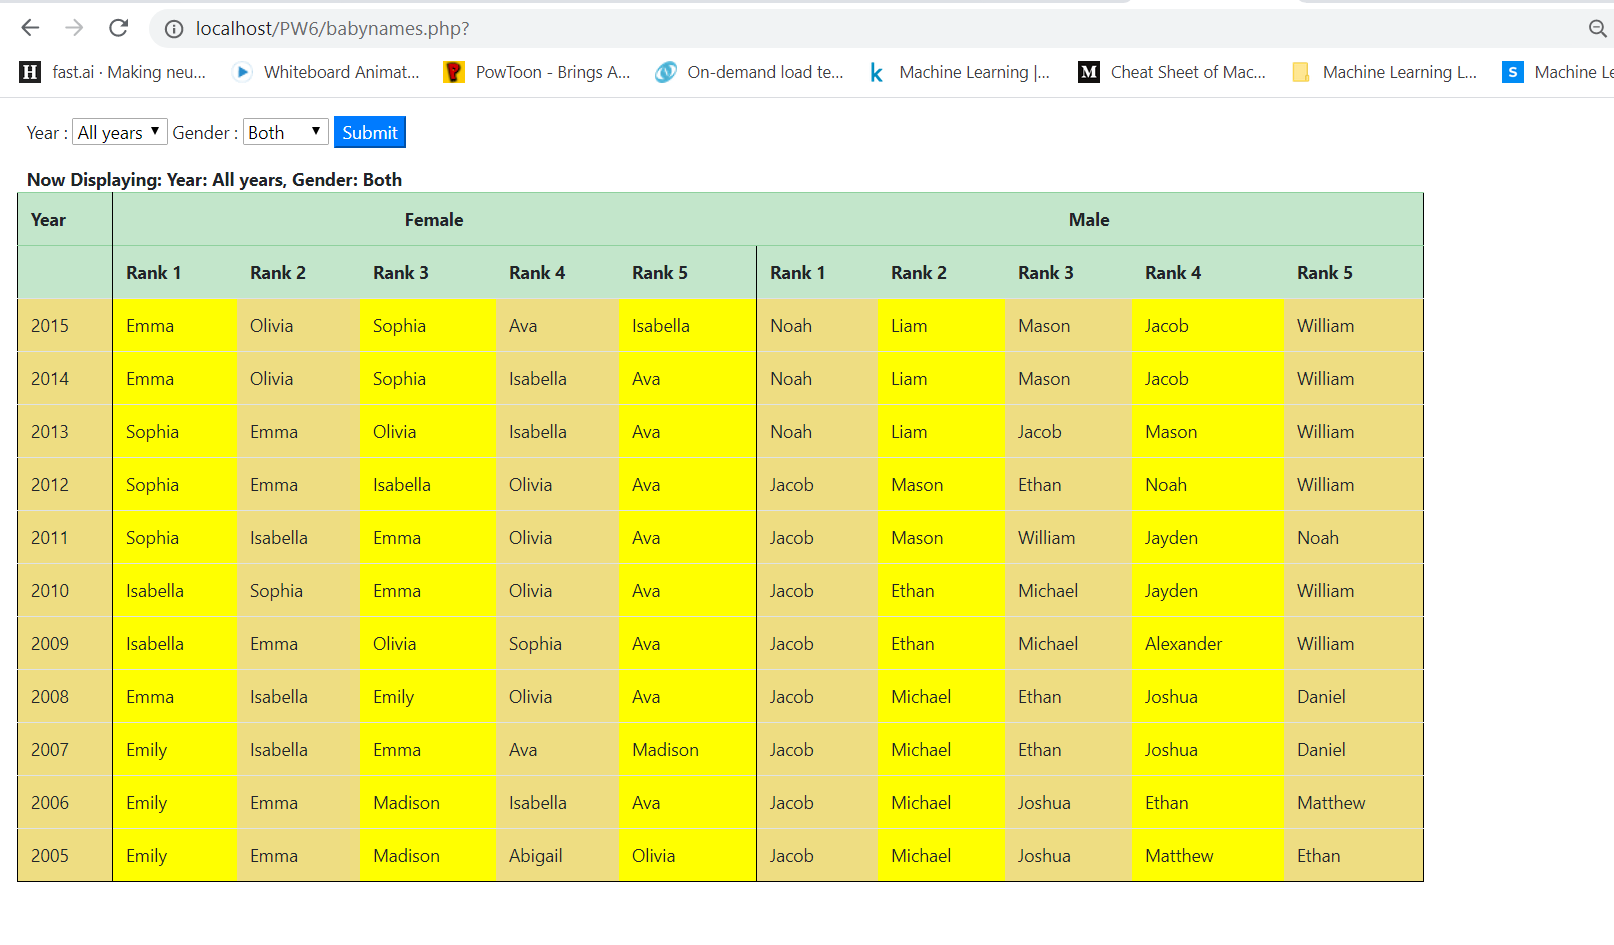 localhost/PW6/babynames.php?
H fast.ai · Making neu... Whiteboard Animat... P PowToon - Brings A... On-demand load te... k Machine Learning |... M Cheat Sheet of Mac... Machine Learning L... S Machine Le
Year : All years Gender : Both Submit
Now Displaying: Year: All years, Gender: Both
Year Female Male
Rank 1 Rank 2 Rank 3 Rank 4 Rank 5 Rank 1 Rank 2 Rank 3 Rank 4 Rank 5
2015 Emma Olivia Sophia Ava Isabella Noah Liam Mason Jacob William
2014 Emma Olivia Sophia Isabella Ava Noah Liam Mason Jacob William
2013 Sophia Emma Olivia Isabella Ava Noah Liam Jacob Mason William
2012 Sophia Emma Isabella Olivia Ava Jacob Mason Ethan Noah William
2011 Sophia Isabella Emma Olivia Ava Jacob Mason William Jayden Noah
2010 Isabella Sophia Emma Olivia Ava Jacob Ethan Michael Jayden William
2009 Isabella Emma Olivia Sophia Ava Jacob Ethan Michael Alexander William
2008 Emma Isabella Emily Olivia Ava Jacob Michael Ethan Joshua Daniel
2007 Emily Isabella Emma Ava Madison Jacob Michael Ethan Joshua Daniel
2006 Emily Emma Madison Isabella Ava Jacob Michael Joshua Ethan Matthew
2005 Emily Emma Madison Abigail Olivia Jacob Michael Joshua Matthew Ethan